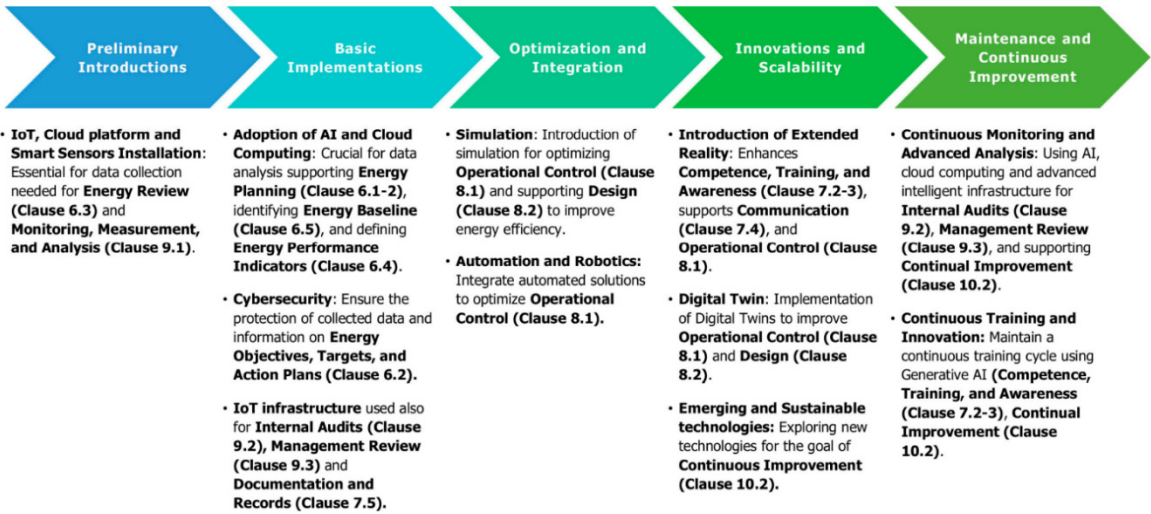 Preliminary
Introductions
Basic
Implementations
Optimization and
Integration
Innovations and
Scalability
Maintenance and
Continuous
Improvement
• IoT, Cloud platform and
Smart Sensors Installation:
Essential for data collection
needed for Energy Review
(Clause 6.3) and
Monitoring, Measurement,
and Analysis (Clause 9.1).
• Adoption of AI and Cloud
Computing: Crucial for data
analysis supporting Energy
Planning (Clause 6.1-2),
identifying Energy Baseline
(Clause 6.5), and defining
Energy Performance
Indicators (Clause 6.4).
• Cybersecurity: Ensure the
protection of collected data and
information on Energy
Objectives, Targets, and
Action Plans (Clause 6.2).
• IoT infrastructure used also
for Internal Audits (Clause
9.2), Management Review
(Clause 9.3) and
Documentation and
Records (Clause 7.5).
• Simulation: Introduction of
simulation for optimizing
Operational Control (Clause
8.1) and supporting Design
(Clause 8.2) to improve
energy efficiency.
• Automation and Robotics:
Integrate automated solutions
to optimize Operational
Control (Clause 8.1).
• Introduction of Extended
Reality: Enhances
Competence, Training, and
Awareness (Clause 7.2-3),
supports Communication
(Clause 7.4), and
Operational Control (Clause
8.1).
• Digital Twin: Implementation
of Digital Twins to improve
Operational Control (Clause
8.1) and Design (Clause
8.2).
• Emerging and Sustainable
technologies: Exploring new
technologies for the goal of
Continuous Improvement
(Clause 10.2).
• Continuous Monitoring and
Advanced Analysis: Using AI,
cloud computing and advanced
intelligent infrastructure for
Internal Audits (Clause
9.2), Management Review
(Clause 9.3), and supporting
Continual Improvement
(Clause 10.2).
• Continuous Training and
Innovation: Maintain a
continuous training cycle using
Generative AI (Competence,
Training, and Awareness
(Clause 7.2-3), Continual
Improvement (Clause
10.2).